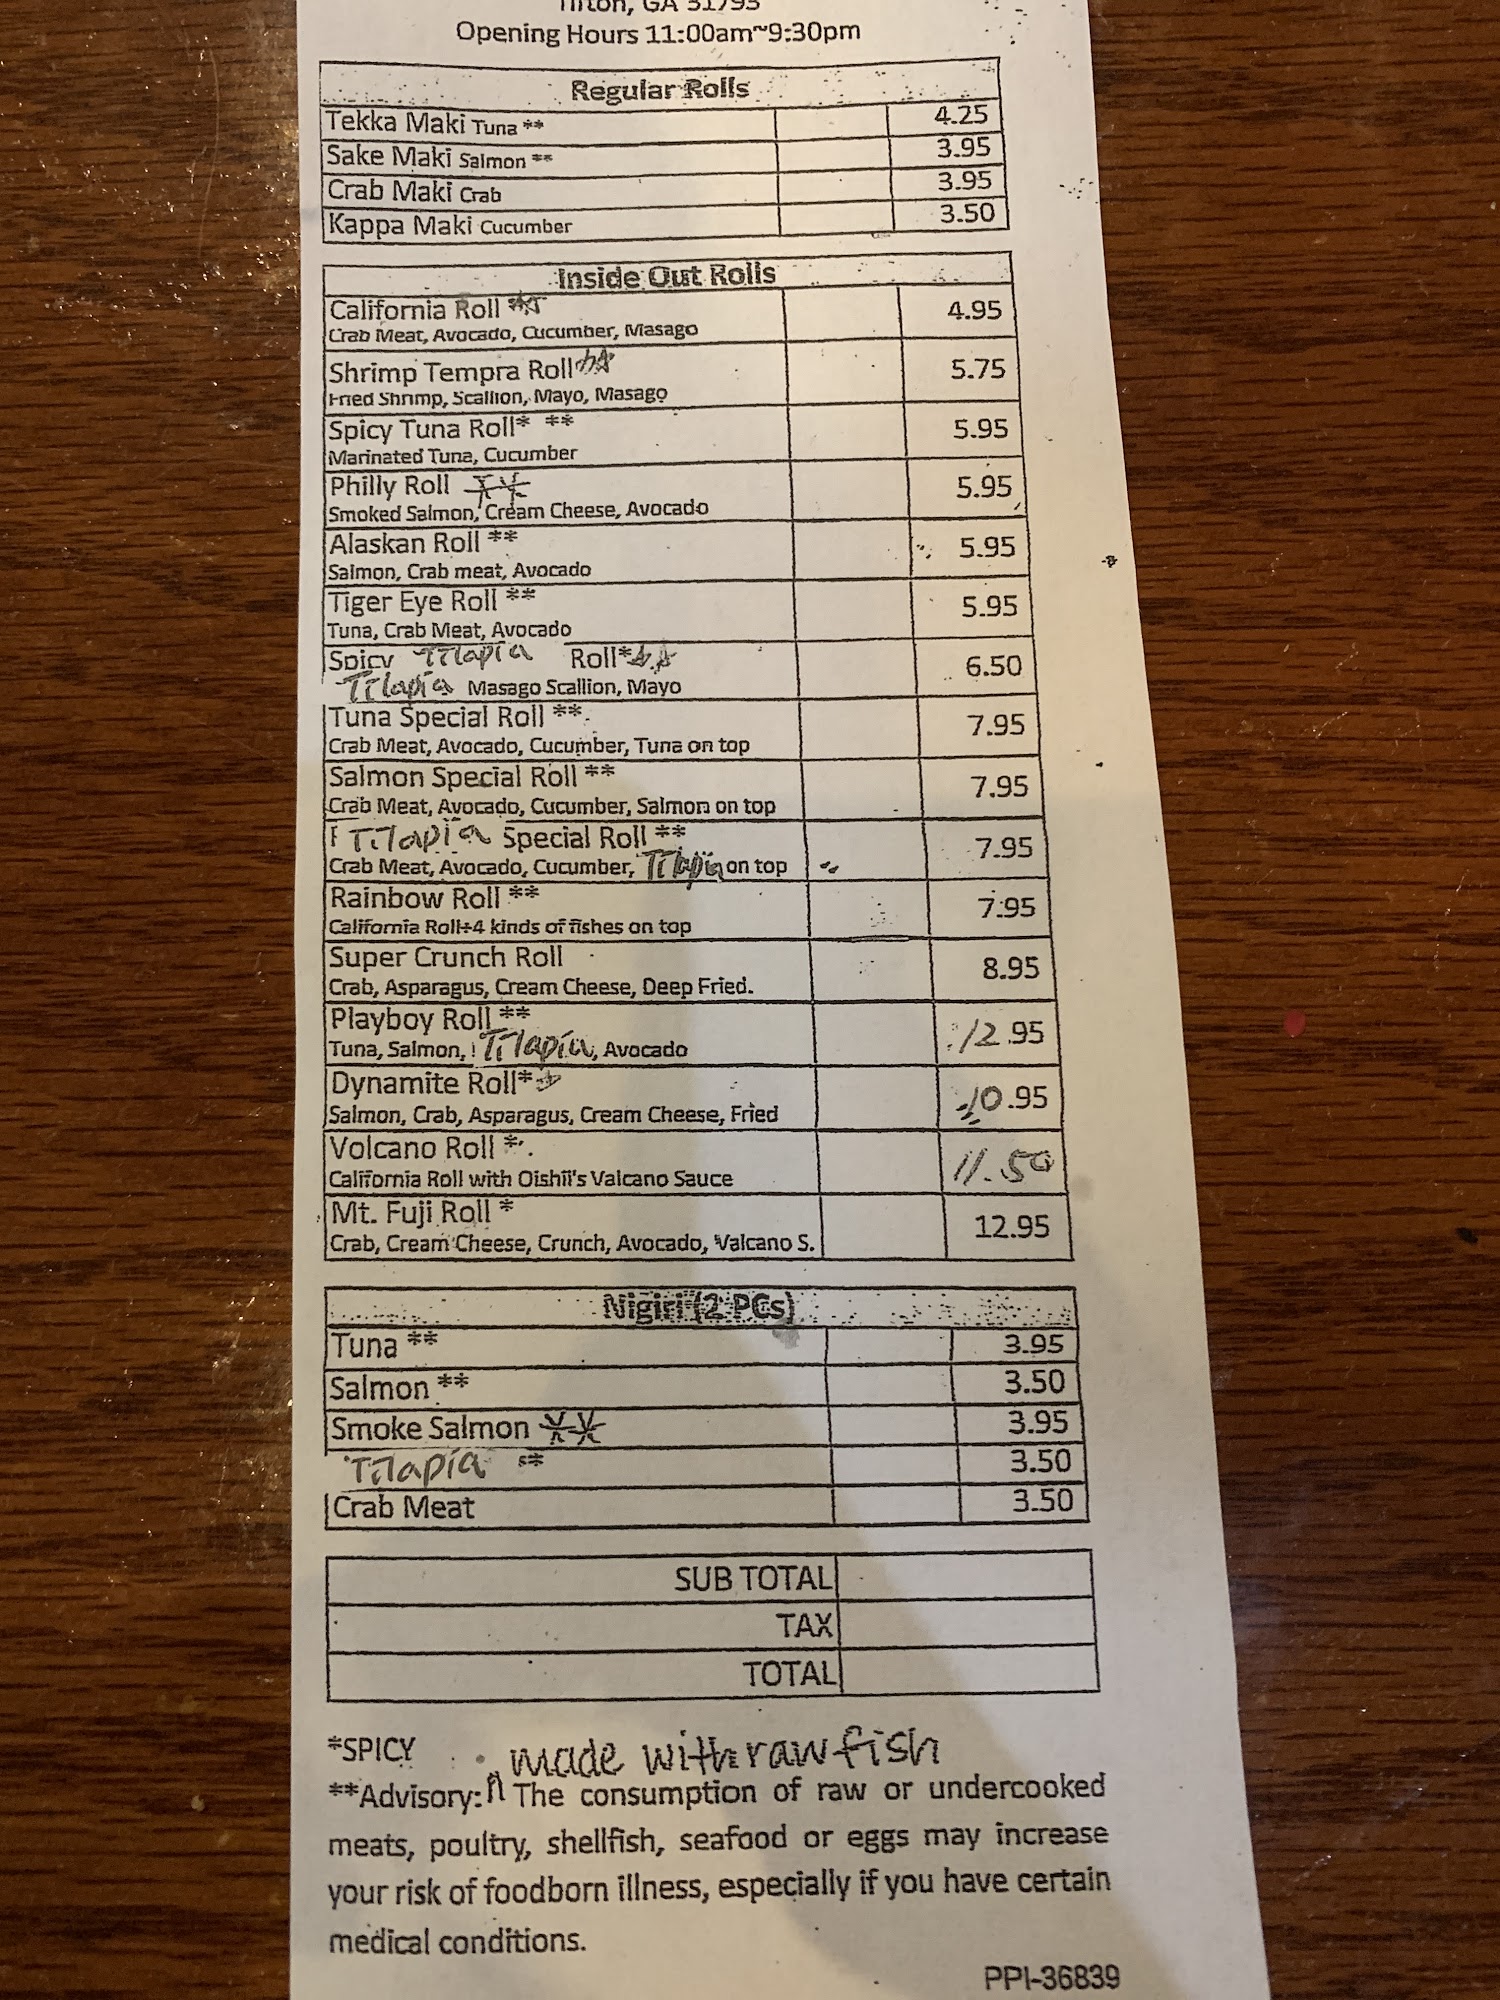 Tifton, GA 31793
Opening Hours 11:00am~9:30pm
Regular Rolls
Tekka Maki Tuna ** 4.25
Sake Maki Salmon ** 3.95
Crab Maki Crab 3.95
Kappa Maki Cucumber 3.50
Inside Out Rolls
California Roll ** 4.95
Crab Meat, Avocado, Cucumber, Masago
Shrimp Tempra Roll ** 5.75
Fried Shrimp, Scallion, Mayo, Masago
Spicy Tuna Roll* ** 5.95
Marinated Tuna, Cucumber
Philly Roll ** 5.95
Smoked Salmon, Cream Cheese, Avocado
Alaskan Roll ** 5.95
Salmon, Crab meat, Avocado
Tiger Eye Roll ** 5.95
Tuna, Crab Meat, Avocado
Spicy Tilapia Roll*** 6.50
Tilapia Masago Scallion, Mayo
Tuna Special Roll ** 7.95
Crab Meat, Avocado, Cucumber, Tuna on top
Salmon Special Roll ** 7.95
Crab Meat, Avocado, Cucumber, Salmon on top
Tilapia Special Roll ** 7.95
Crab Meat, Avocado, Cucumber, Tilapia on top
Rainbow Roll ** 7.95
California Roll+4 kinds of fishes on top
Super Crunch Roll 8.95
Crab, Asparagus, Cream Cheese, Deep Fried.
Playboy Roll ** 12.95
Tuna, Salmon, Tilapia, Avocado
Dynamite Roll** 10.95
Salmon, Crab, Asparagus, Cream Cheese, Fried
Volcano Roll * 11.50
California Roll with Oishii's Valcano Sauce
Mt. Fuji Roll * 12.95
Crab, Cream Cheese, Crunch, Avocado, Valcano S.
Nigiri (2 PCs)
Tuna ** 3.95
Salmon ** 3.50
Smoke Salmon ** 3.95
Tilapia ** 3.50
Crab Meat 3.50
SUB TOTAL
TAX
TOTAL
*SPICY
made with raw fish
**Advisory: The consumption of raw or undercooked
meats, poultry, shellfish, seafood or eggs may increase
your risk of foodborn illness, especially if you have certain
medical conditions.
PPI-36839